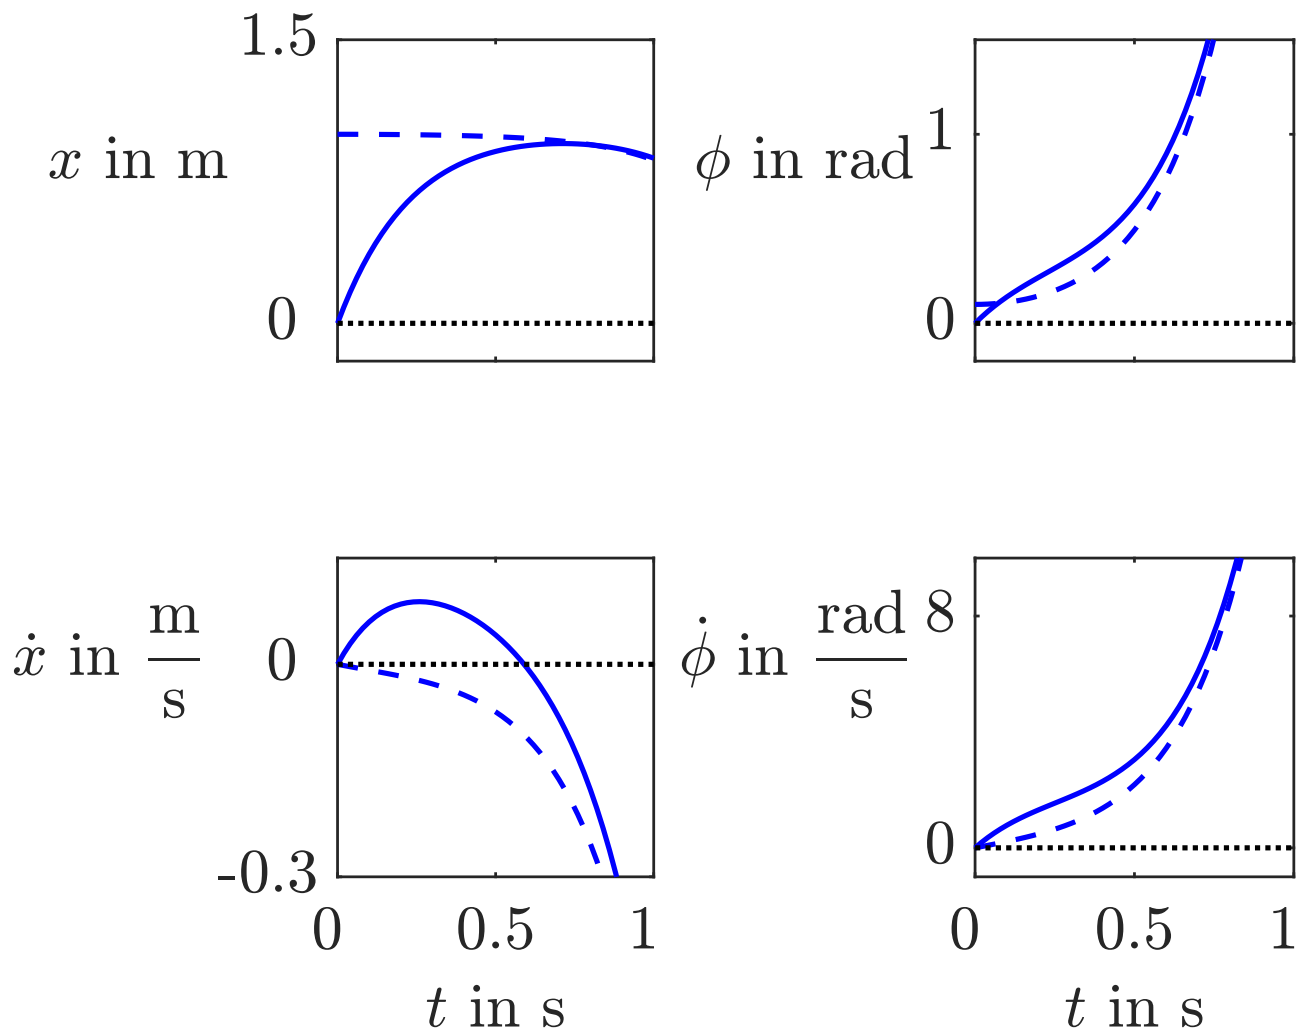 1.5
x in m
0
1
ϕ in rad
0
ẋ in m/s
0
-0.3
0 0.5 1
t in s
ϕ̇ in rad/s
8
0
0 0.5 1
t in s